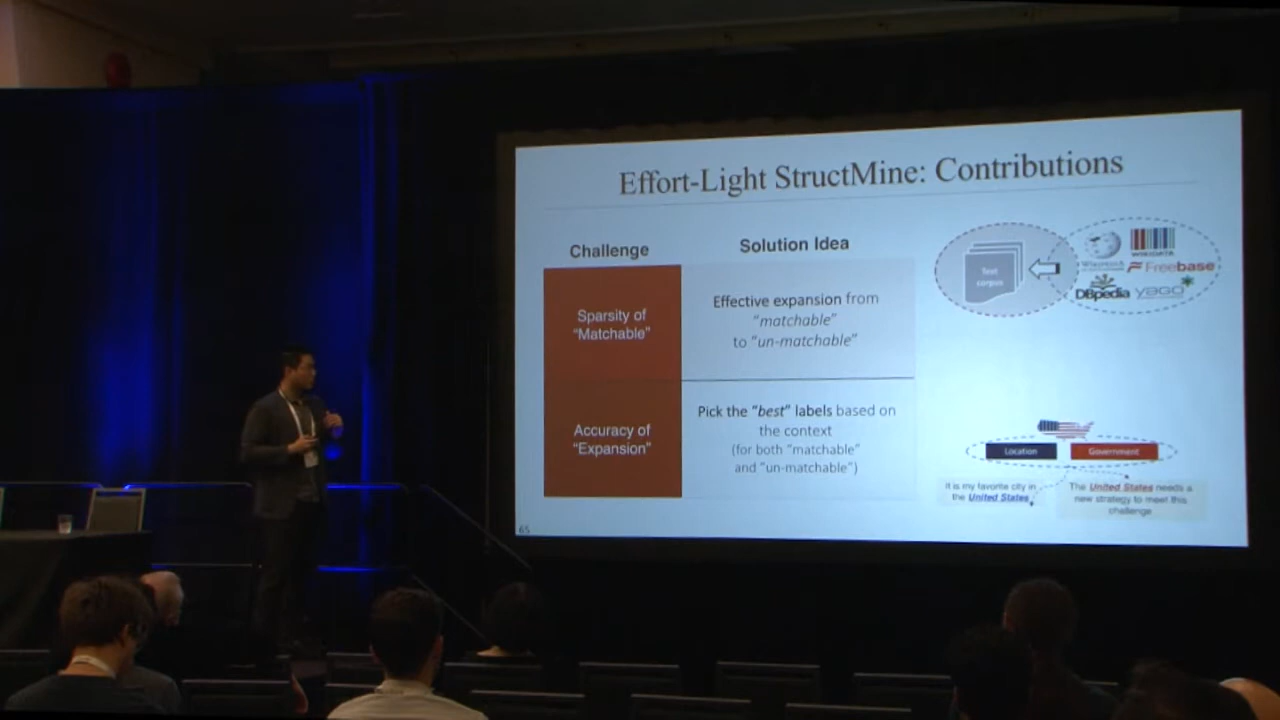 Effort-Light StructMine: Contributions
Challenge
Solution Idea
Sparsity of
"Matchable"
Effective expansion from
"matchable"
to "un-matchable"
Accuracy of
"Expansion"
Pick the "best" labels based on
the context
(for both "matchable"
and "un-matchable")
Text
corpus
WIKIPEDIA
WIKIDATA
Freebase
DBpedia
yago
Location
Government
It is my favorite city in
the United States
The United States needs a
new strategy to meet this
challenge
65